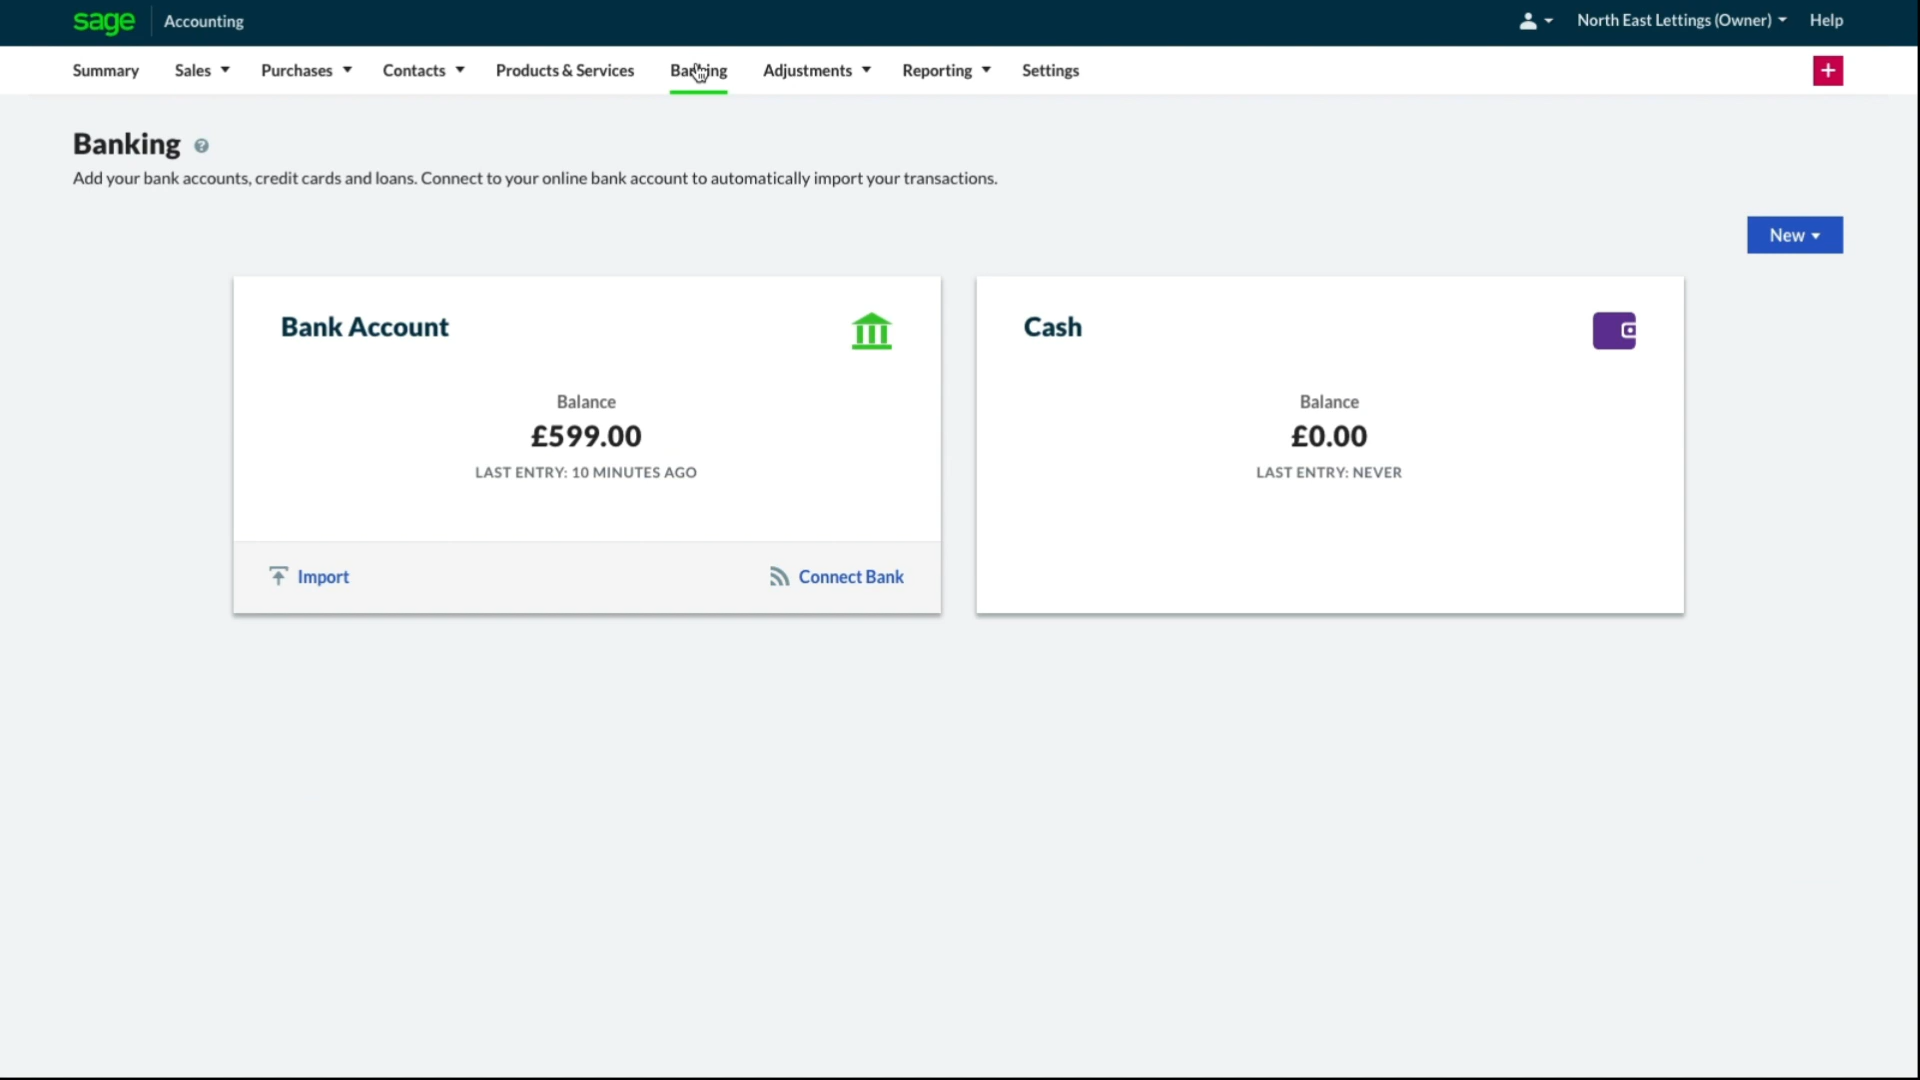 sage Accounting North East Lettings (Owner) Help
Summary Sales Purchases Contacts Products & Services Banking Adjustments Reporting Settings
Banking
Add your bank accounts, credit cards and loans. Connect to your online bank account to automatically import your transactions.
New
Bank Account
Balance
£599.00
LAST ENTRY: 10 MINUTES AGO
Import Connect Bank
Cash
Balance
£0.00
LAST ENTRY: NEVER